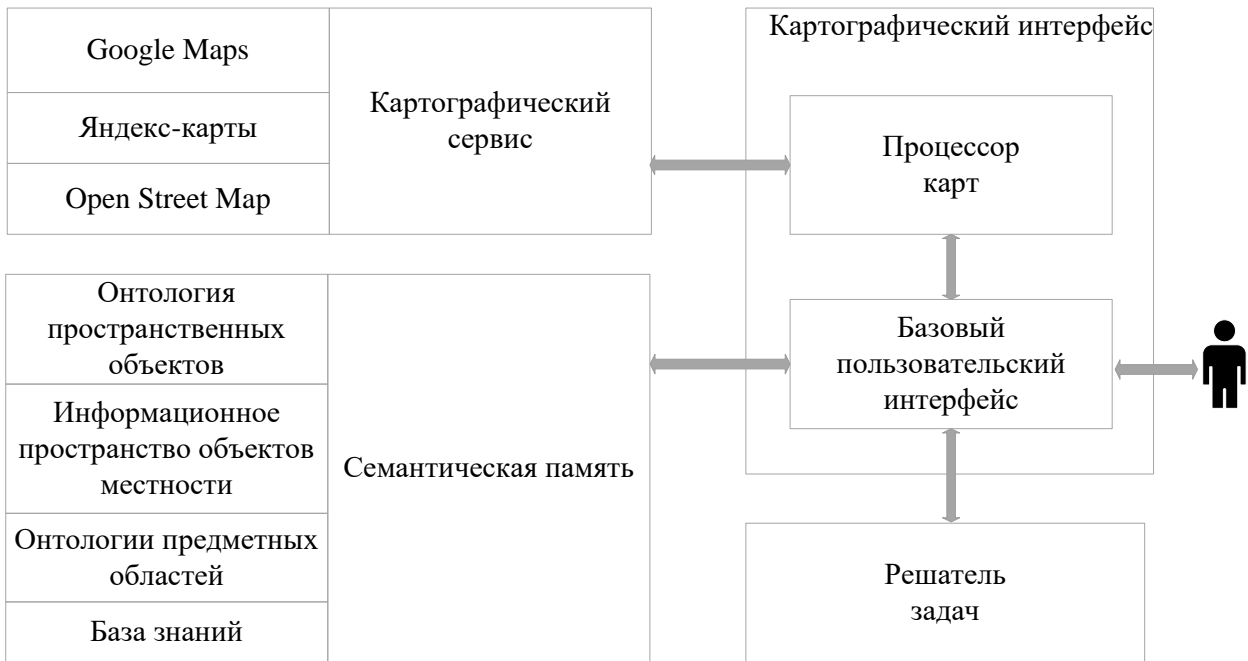 Google Maps
Яндекс-карты
Open Street Map
Картографический
сервис
Картографический интерфейс
Процессор
карт
Онтология
пространственных
объектов
Информационное
пространство объектов
местности
Онтологии предметных
областей
База знаний
Семантическая память
Базовый
пользовательский
интерфейс
Решатель
задач